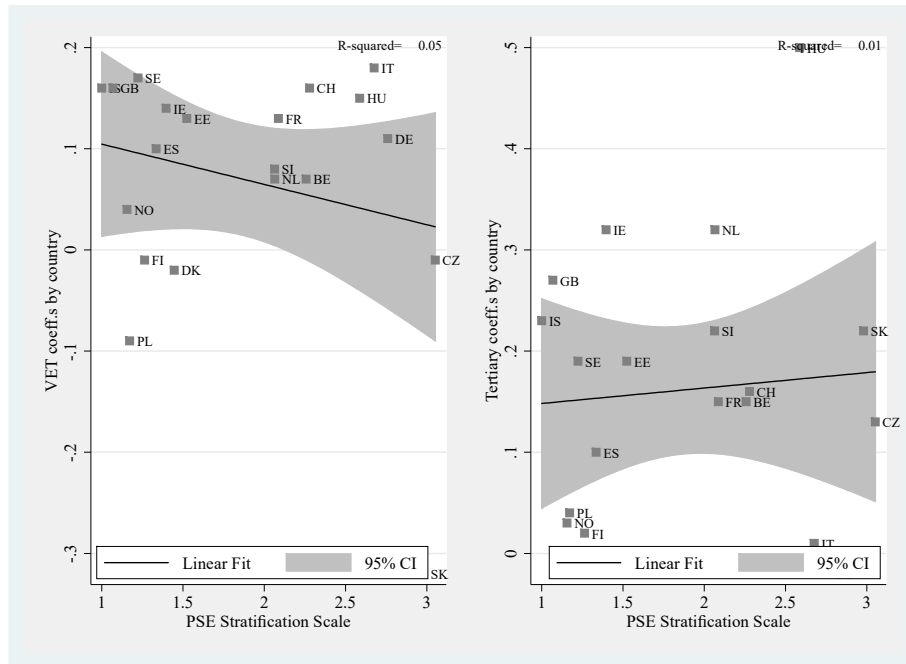 R-squared= 0.05
.2
IT
SE
GB
CH
HU
IE
EE
FR
DE
.1
ES
SI
NL
BE
NO
VET coeff.s by country
0
FI
DK
CZ
PL
-.1
-.2
-.3
Linear Fit
95% CI
SK
1
1.5
2
2.5
3
PSE Stratification Scale
R-squared= 0.01
HU
.5
.4
IE
NL
.3
GB
IS
SI
SK
.2
SE
EE
CH
FR
BE
CZ
Tertiary coeff.s by country
.1
ES
PL
NO
FI
IT
0
Linear Fit
95% CI
1
1.5
2
2.5
3
PSE Stratification Scale